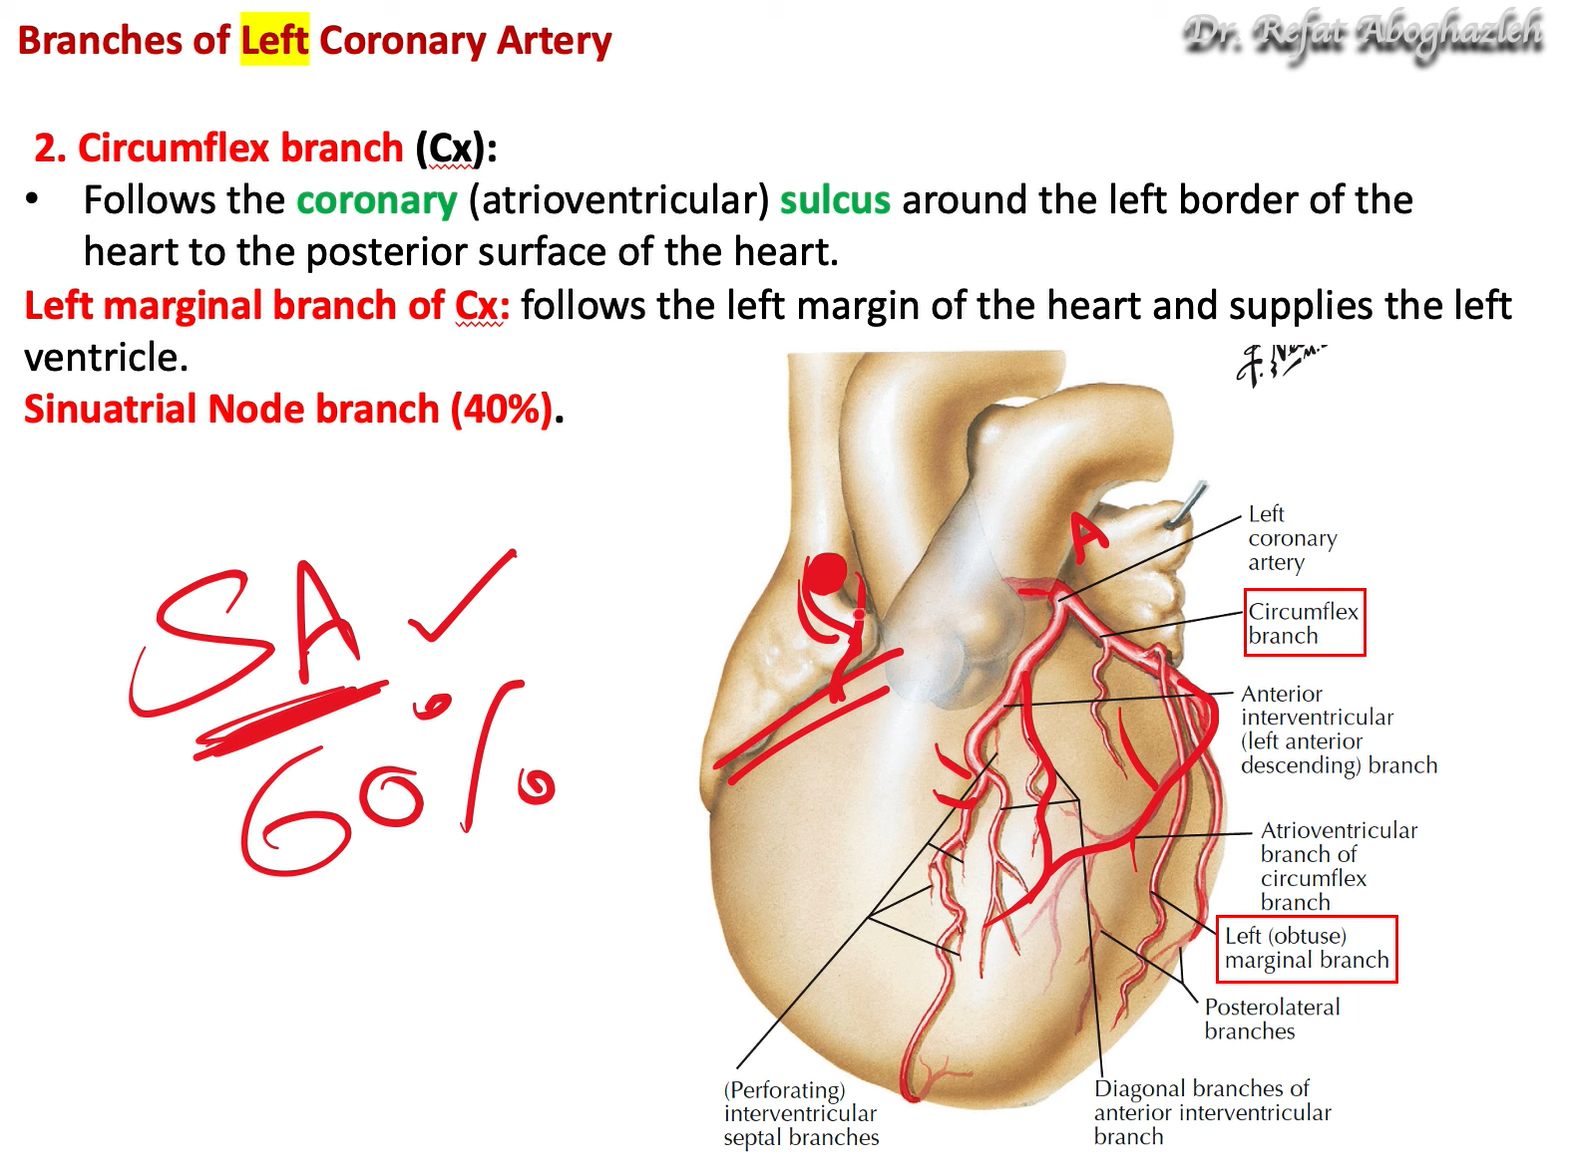 Branches of Left Coronary Artery
Dr. Refat Aboghazleh
2. Circumflex branch (Cx):
• Follows the coronary (atrioventricular) sulcus around the left border of the
heart to the posterior surface of the heart.
Left marginal branch of Cx: follows the left margin of the heart and supplies the left
ventricle.
Sinuatrial Node branch (40%).
SA ✓
60%
A
Left
coronary
artery
Circumflex
branch
Anterior
interventricular
(left anterior
descending) branch
Atrioventricular
branch of
circumflex
branch
Left (obtuse)
marginal branch
Posterolateral
branches
(Perforating)
interventricular
septal branches
Diagonal branches of
anterior interventricular
branch